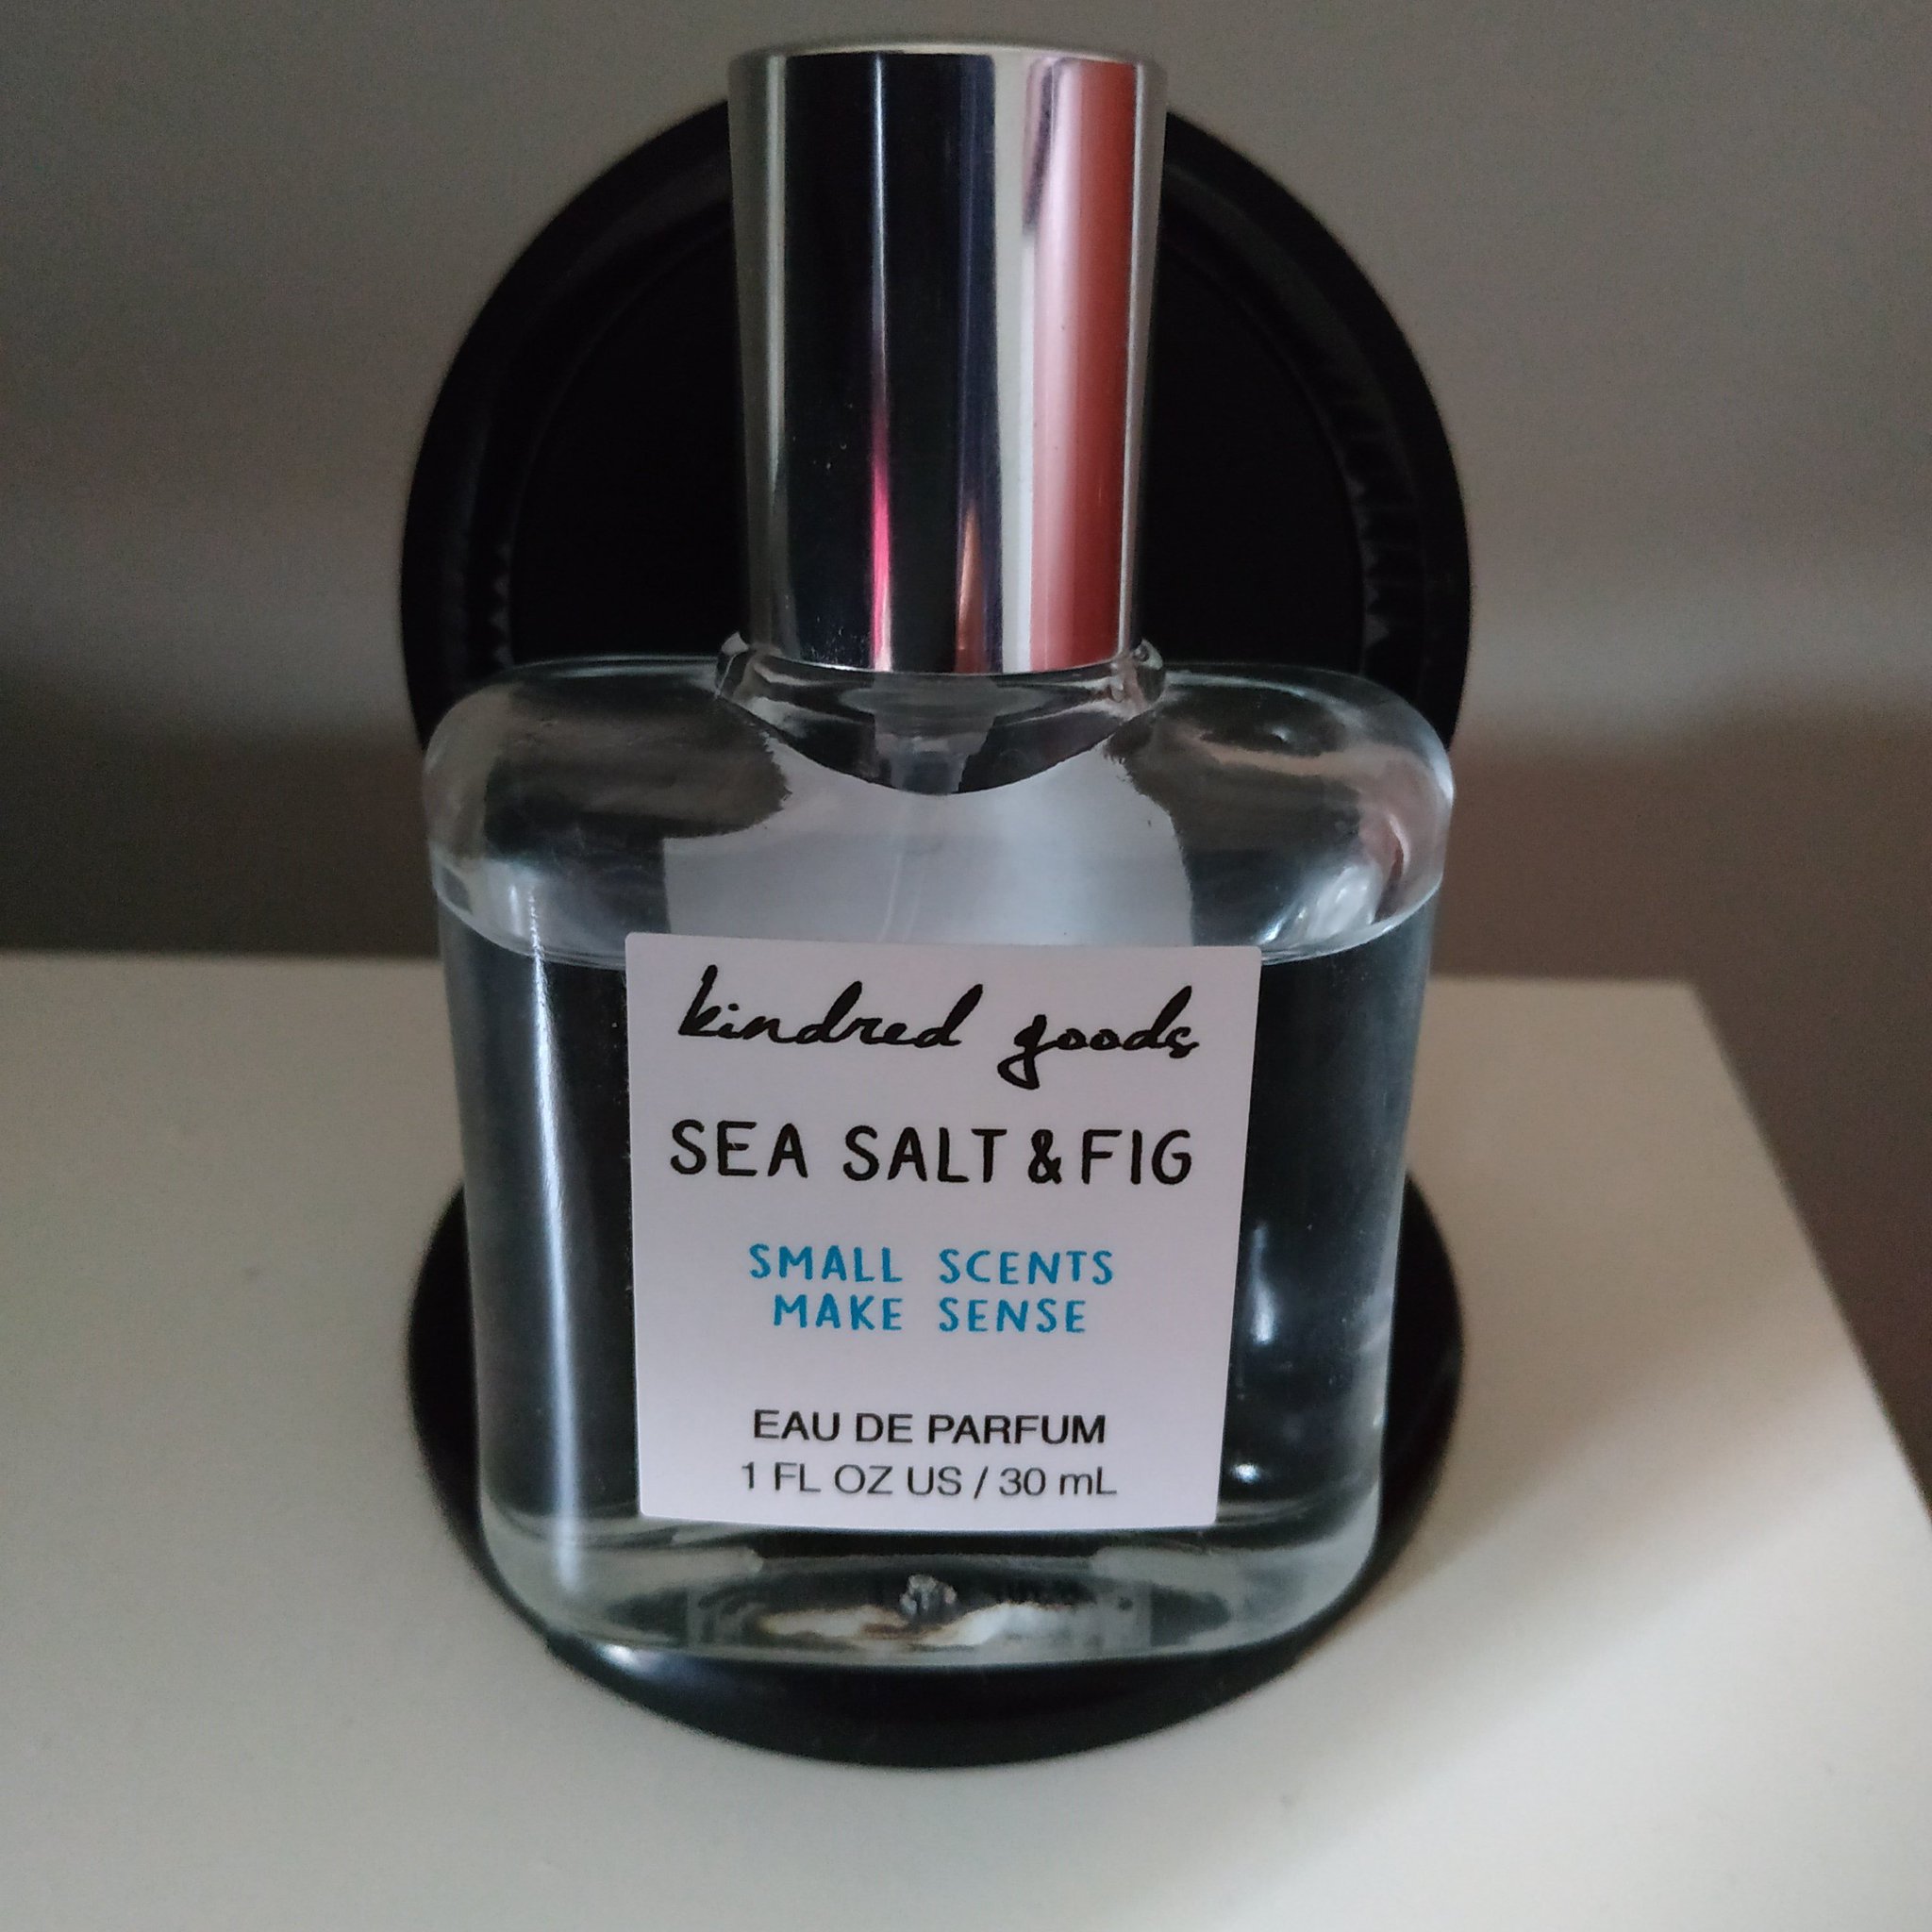 kindred goods
SEA SALT & FIG
SMALL SCENTS
MAKE SENSE
EAU DE PARFUM
1 FL OZ US / 30 mL